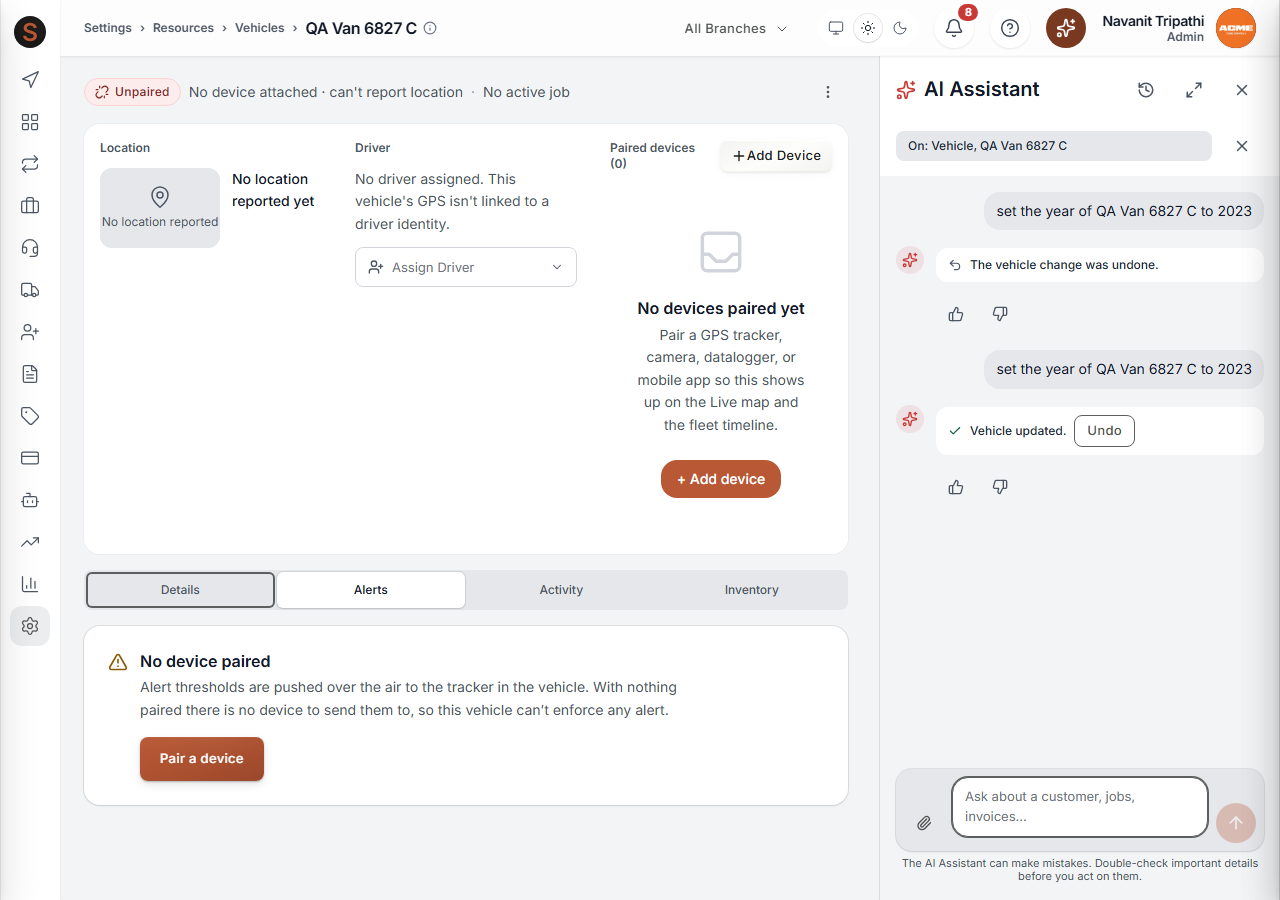 S
Settings › Resources › Vehicles › QA Van 6827 C
All Branches
8
Navanit Tripathi
Admin
ACME
Unpaired
No device attached · can't report location · No active job
Location
No location reported
No location
reported yet
Driver
No driver assigned. This
vehicle's GPS isn't linked to a
driver identity.
Assign Driver
Paired devices
(0)
+Add Device
No devices paired yet
Pair a GPS tracker,
camera, datalogger, or
mobile app so this shows
up on the Live map and
the fleet timeline.
+ Add device
Details
Alerts
Activity
Inventory
No device paired
Alert thresholds are pushed over the air to the tracker in the vehicle. With nothing
paired there is no device to send them to, so this vehicle can’t enforce any alert.
Pair a device
AI Assistant
On: Vehicle, QA Van 6827 C
set the year of QA Van 6827 C to 2023
The vehicle change was undone.
set the year of QA Van 6827 C to 2023
Vehicle updated.
Undo
Ask about a customer, jobs,
invoices...
The AI Assistant can make mistakes. Double-check important details
before you act on them.